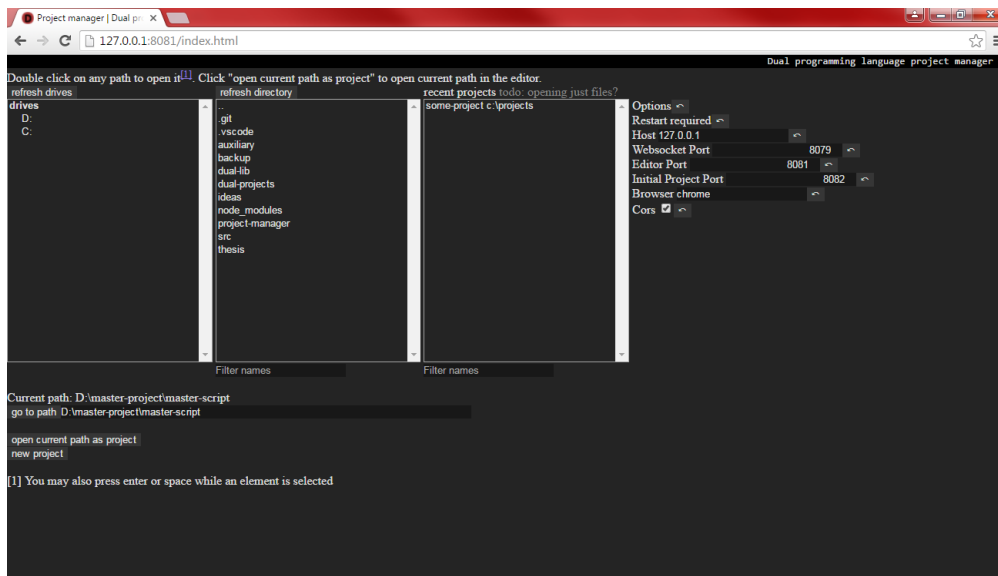 Project manager | Dual pr
127.0.0.1:8081/index.html
Dual programming language project manager
Double click on any path to open it[1]. Click "open current path as project" to open current path in the editor.
refresh drives
drives
D:
C:
refresh directory
..
.git
.vscode
auxiliary
backup
dual-lib
dual-projects
ideas
node_modules
project-manager
src
thesis
Filter names
recent projects todo: opening just files?
some-project c:\projects
Filter names
Options
Restart required
Host 127.0.0.1
Websocket Port 8079
Editor Port 8081
Initial Project Port 8082
Browser chrome
Cors
Current path: D:\master-project\master-script
go to path D:\master-project\master-script
open current path as project
new project
[1] You may also press enter or space while an element is selected